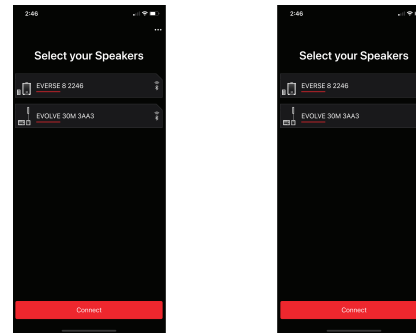 2:46
Select your Speakers
EVERSE 8 2246
EVOLVE 30M 3AA3
Connect
2:46
Select your Speakers
EVERSE 8 2246
EVOLVE 30M 3AA3
Connect